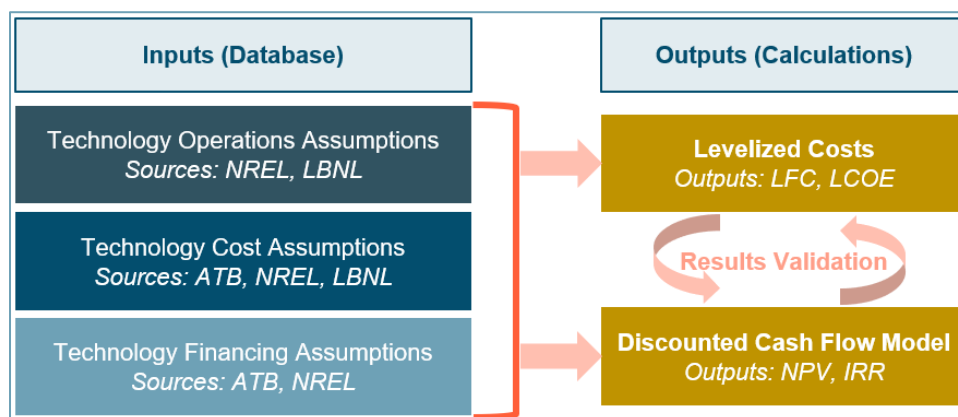 Inputs (Database)
Technology Operations Assumptions
Sources: NREL, LBNL
Technology Cost Assumptions
Sources: ATB, NREL, LBNL
Technology Financing Assumptions
Sources: ATB, NREL
Outputs (Calculations)
Levelized Costs
Outputs: LFC, LCOE
Results Validation
Discounted Cash Flow Model
Outputs: NPV, IRR